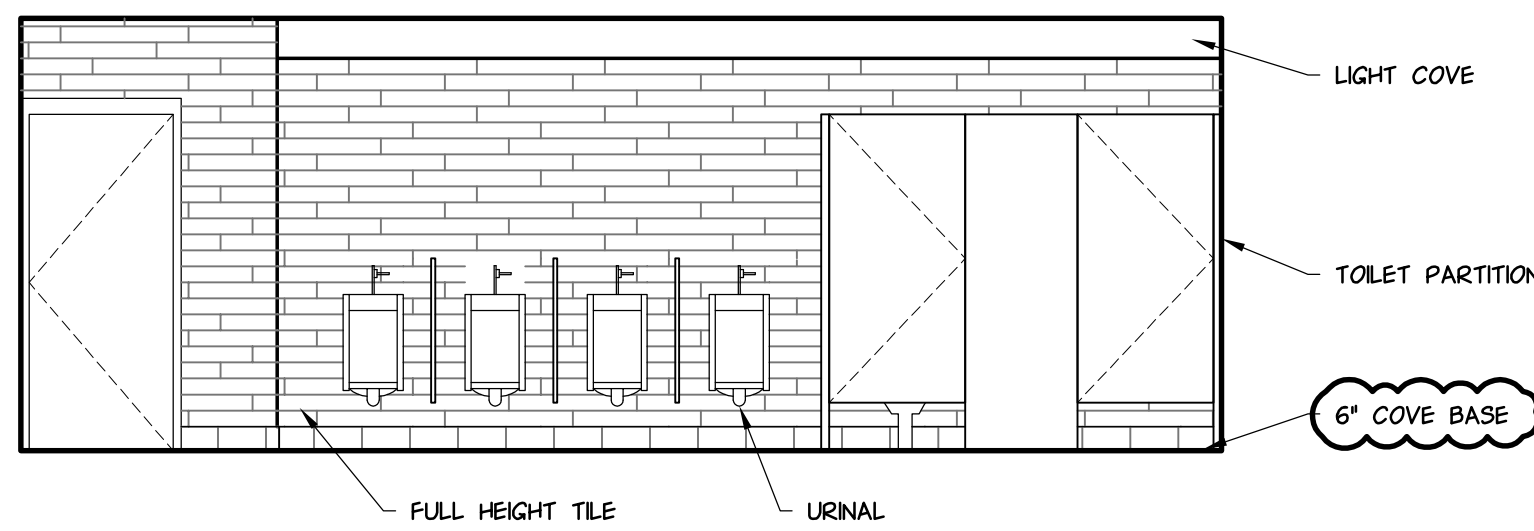 LIGHT COVE
TOILET PARTITION
6" COVE BASE
FULL HEIGHT TILE
URINAL